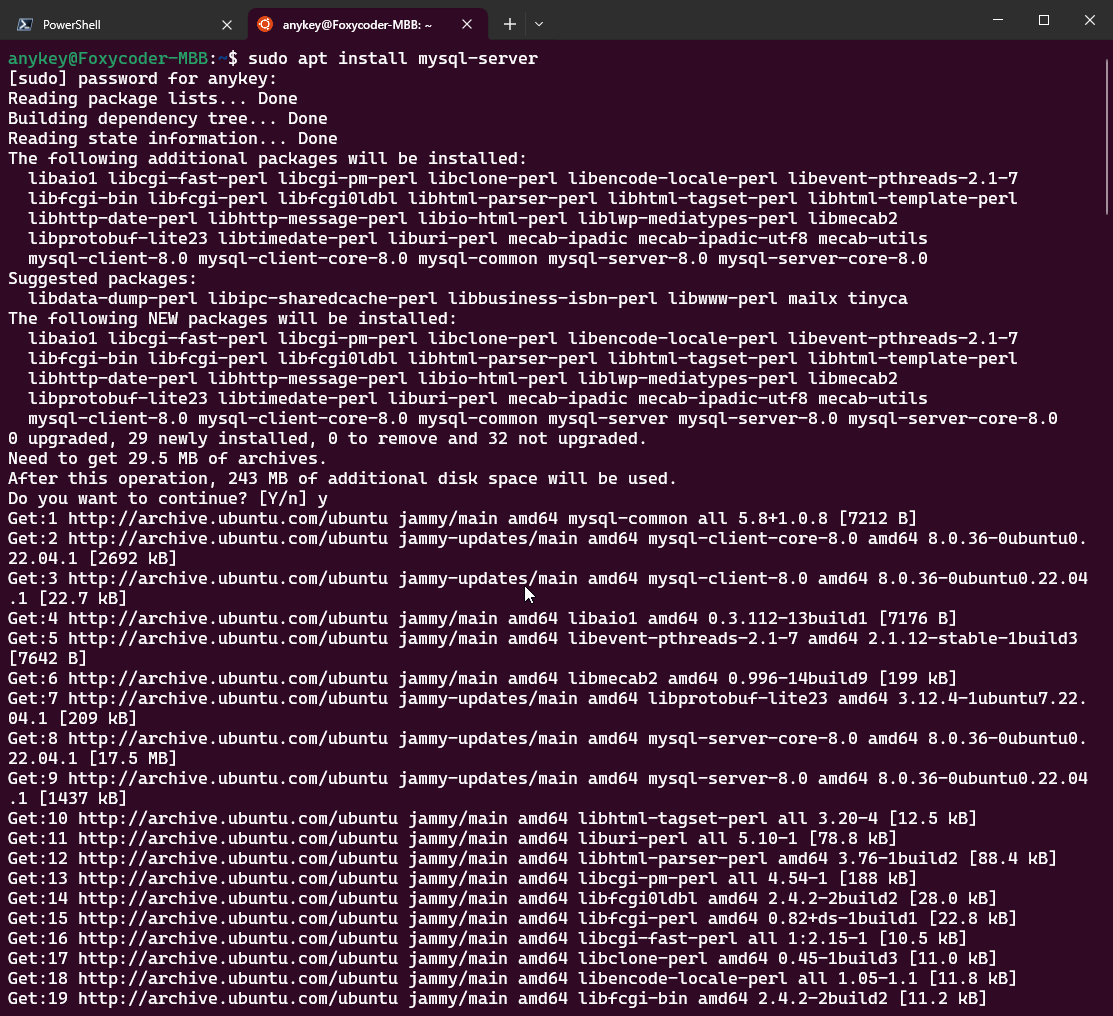 PowerShell
anykey@Foxycoder-MBB: ~
anykey@Foxycoder-MBB:~$ sudo apt install mysql-server
[sudo] password for anykey:
Reading package lists... Done
Building dependency tree... Done
Reading state information... Done
The following additional packages will be installed:
  libaio1 libcgi-fast-perl libcgi-pm-perl libclone-perl libencode-locale-perl libevent-pthreads-2.1-7
  libfcgi-bin libfcgi-perl libfcgi0ldbl libhtml-parser-perl libhtml-tagset-perl libhtml-template-perl
  libhttp-date-perl libhttp-message-perl libio-html-perl liblwp-mediatypes-perl libmecab2
  libprotobuf-lite23 libtimedate-perl liburi-perl mecab-ipadic mecab-ipadic-utf8 mecab-utils
  mysql-client-8.0 mysql-client-core-8.0 mysql-common mysql-server-8.0 mysql-server-core-8.0
Suggested packages:
  libdata-dump-perl libipc-sharedcache-perl libbusiness-isbn-perl libwww-perl mailx tinyca
The following NEW packages will be installed:
  libaio1 libcgi-fast-perl libcgi-pm-perl libclone-perl libencode-locale-perl libevent-pthreads-2.1-7
  libfcgi-bin libfcgi-perl libfcgi0ldbl libhtml-parser-perl libhtml-tagset-perl libhtml-template-perl
  libhttp-date-perl libhttp-message-perl libio-html-perl liblwp-mediatypes-perl libmecab2
  libprotobuf-lite23 libtimedate-perl liburi-perl mecab-ipadic mecab-ipadic-utf8 mecab-utils
  mysql-client-8.0 mysql-client-core-8.0 mysql-common mysql-server mysql-server-8.0 mysql-server-core-8.0
0 upgraded, 29 newly installed, 0 to remove and 32 not upgraded.
Need to get 29.5 MB of archives.
After this operation, 243 MB of additional disk space will be used.
Do you want to continue? [Y/n] y
Get:1 http://archive.ubuntu.com/ubuntu jammy/main amd64 mysql-common all 5.8+1.0.8 [7212 B]
Get:2 http://archive.ubuntu.com/ubuntu jammy-updates/main amd64 mysql-client-core-8.0 amd64 8.0.36-0ubuntu0.
22.04.1 [2692 kB]
Get:3 http://archive.ubuntu.com/ubuntu jammy-updates/main amd64 mysql-client-8.0 amd64 8.0.36-0ubuntu0.22.04
.1 [22.7 kB]
Get:4 http://archive.ubuntu.com/ubuntu jammy/main amd64 libaio1 amd64 0.3.112-13build1 [7176 B]
Get:5 http://archive.ubuntu.com/ubuntu jammy/main amd64 libevent-pthreads-2.1-7 amd64 2.1.12-stable-1build3
[7642 B]
Get:6 http://archive.ubuntu.com/ubuntu jammy/main amd64 libmecab2 amd64 0.996-14build9 [199 kB]
Get:7 http://archive.ubuntu.com/ubuntu jammy-updates/main amd64 libprotobuf-lite23 amd64 3.12.4-1ubuntu7.22.
04.1 [209 kB]
Get:8 http://archive.ubuntu.com/ubuntu jammy-updates/main amd64 mysql-server-core-8.0 amd64 8.0.36-0ubuntu0.
22.04.1 [17.5 MB]
Get:9 http://archive.ubuntu.com/ubuntu jammy-updates/main amd64 mysql-server-8.0 amd64 8.0.36-0ubuntu0.22.04
.1 [1437 kB]
Get:10 http://archive.ubuntu.com/ubuntu jammy/main amd64 libhtml-tagset-perl all 3.20-4 [12.5 kB]
Get:11 http://archive.ubuntu.com/ubuntu jammy/main amd64 liburi-perl all 5.10-1 [78.8 kB]
Get:12 http://archive.ubuntu.com/ubuntu jammy/main amd64 libhtml-parser-perl amd64 3.76-1build2 [88.4 kB]
Get:13 http://archive.ubuntu.com/ubuntu jammy/main amd64 libcgi-pm-perl all 4.54-1 [188 kB]
Get:14 http://archive.ubuntu.com/ubuntu jammy/main amd64 libfcgi0ldbl amd64 2.4.2-2build2 [28.0 kB]
Get:15 http://archive.ubuntu.com/ubuntu jammy/main amd64 libfcgi-perl amd64 0.82+ds-1build1 [22.8 kB]
Get:16 http://archive.ubuntu.com/ubuntu jammy/main amd64 libcgi-fast-perl all 1:2.15-1 [10.5 kB]
Get:17 http://archive.ubuntu.com/ubuntu jammy/main amd64 libclone-perl amd64 0.45-1build3 [11.0 kB]
Get:18 http://archive.ubuntu.com/ubuntu jammy/main amd64 libencode-locale-perl all 1.05-1.1 [11.8 kB]
Get:19 http://archive.ubuntu.com/ubuntu jammy/main amd64 libfcgi-bin amd64 2.4.2-2build2 [11.2 kB]